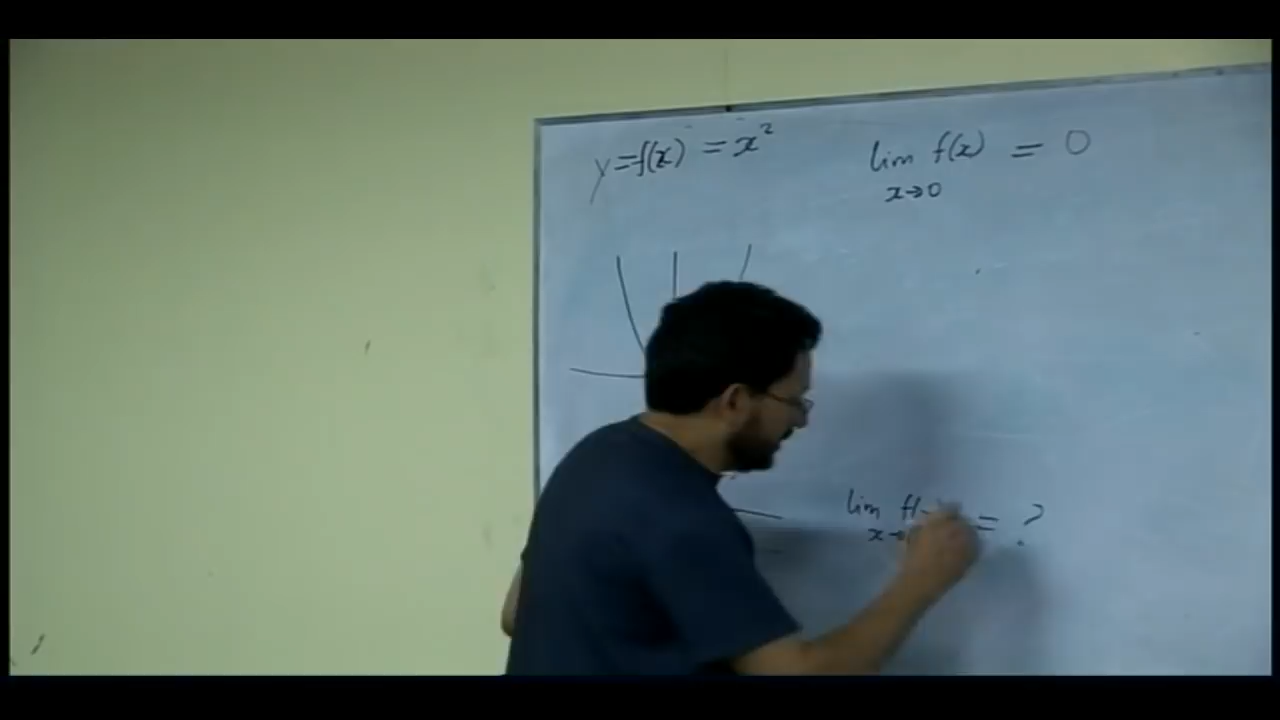 y = f(x) = x²
lim f(x) = 0
x→0
lim = ?
x→